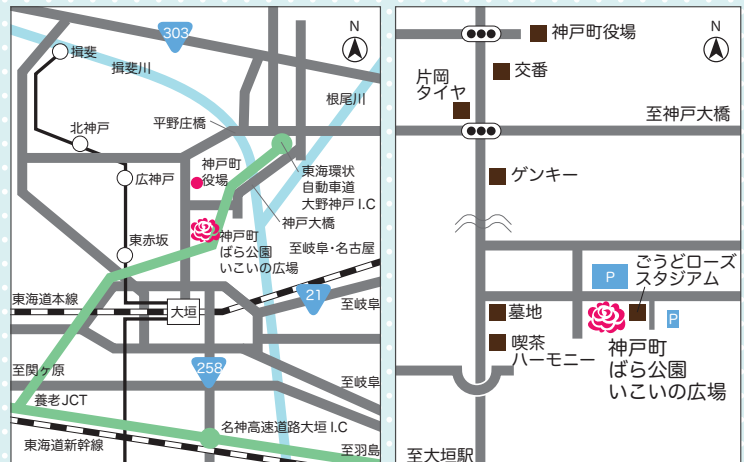 303
N
揖斐
揖斐川
根尾川
平野庄橋
北神戸
神戸町
役場
広神戸
東海環状
自動車道
大野神戸 I.C
神戸大橋
神戸町
ばら公園
いこいの広場
東赤坂
至岐阜・名古屋
東海道本線
大垣
21
至岐阜
258
至関ヶ原
至岐阜
養老JCT
名神高速道路大垣 I.C
東海道新幹線
至羽島
神戸町役場
N
交番
片岡
タイヤ
至神戸大橋
ゲンキー
P
ごうどローズ
スタジアム
墓地
P
喫茶
ハーモニー
神戸町
ばら公園
いこいの広場
至大垣駅